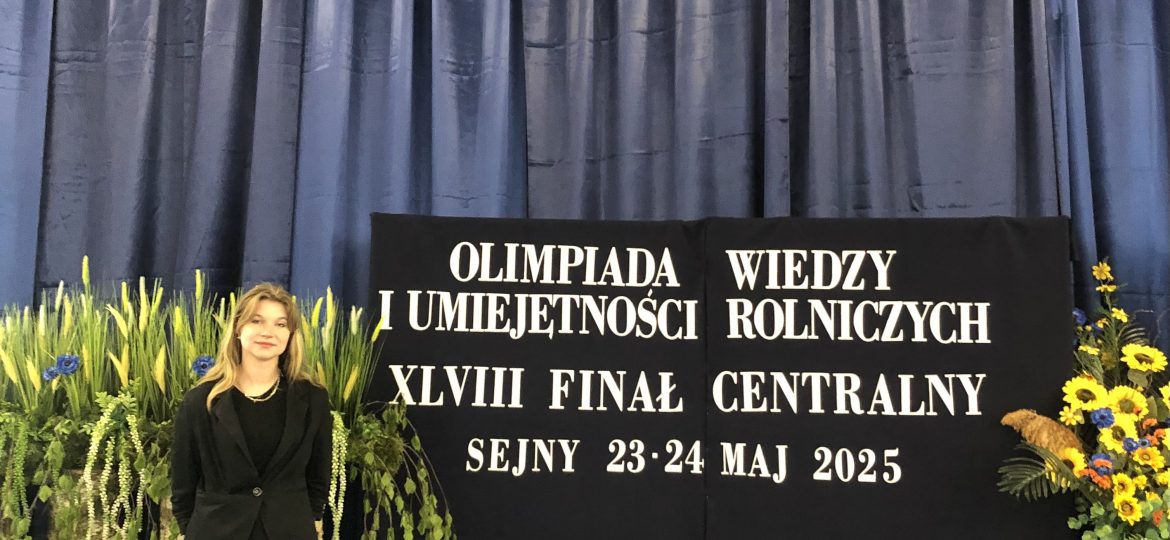 OLIMPIADA WIEDZY
I UMIEJĘTNOŚCI ROLNICZYCH
XLVIII FINAŁ CENTRALNY
SEJNY 23-24 MAJ 2025